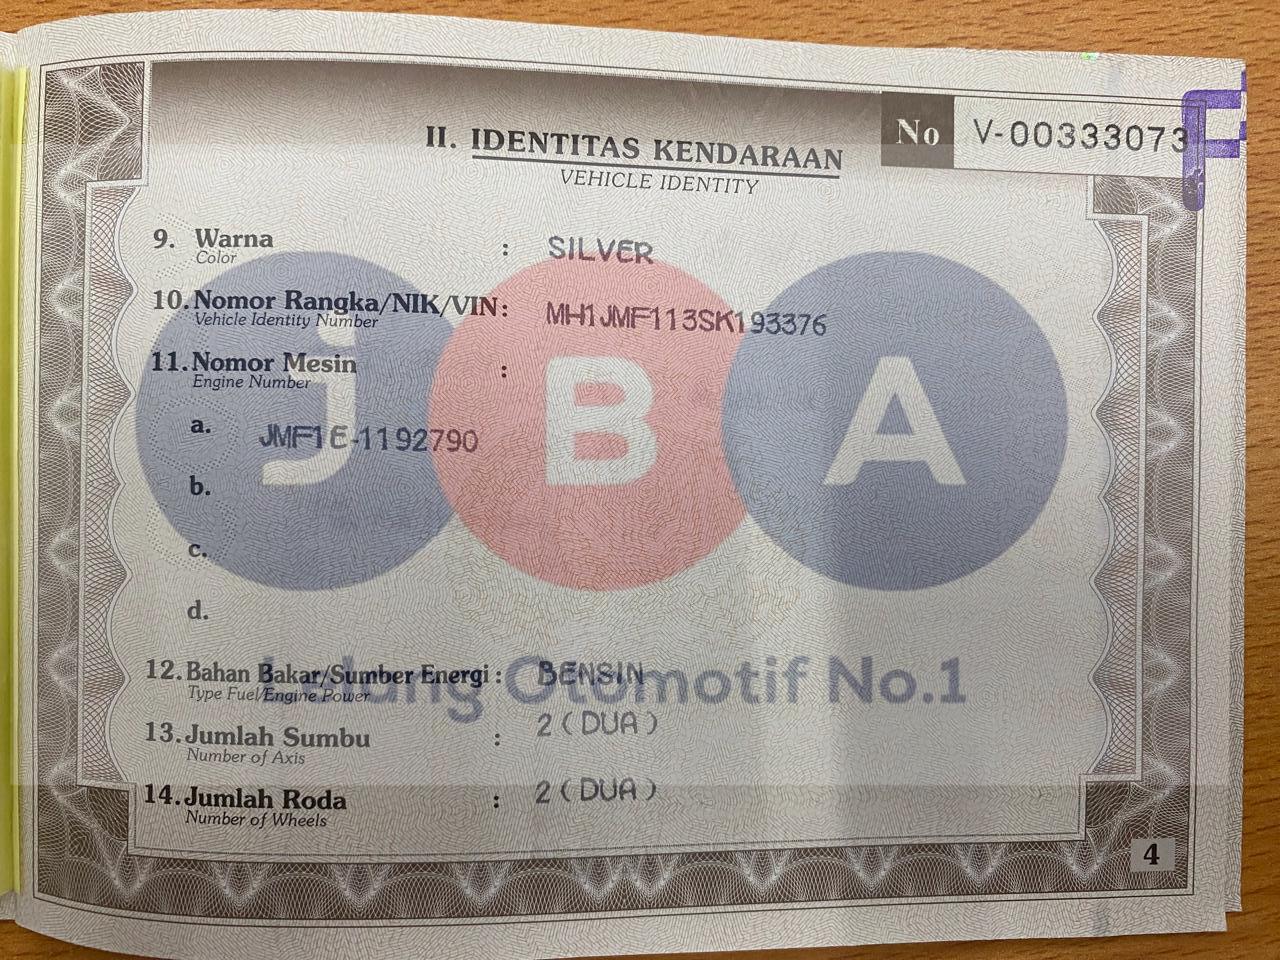 No V-00333073
II. IDENTITAS KENDARAAN
VEHICLE IDENTITY
9. Warna : SILVER
Color
10. Nomor Rangka/NIK/VIN : MH1JMF113SK193376
Vehicle Identity Number
11. Nomor Mesin :
Engine Number
a. JMF1E-1192790
b.
c.
d.
12. Bahan Bakar/Sumber Energi : BENSIN
Type Fuel/Engine Power
13. Jumlah Sumbu : 2 ( DUA )
Number of Axis
14. Jumlah Roda : 2 ( DUA )
Number of Wheels
4
jBA
Lelang Otomotif No.1